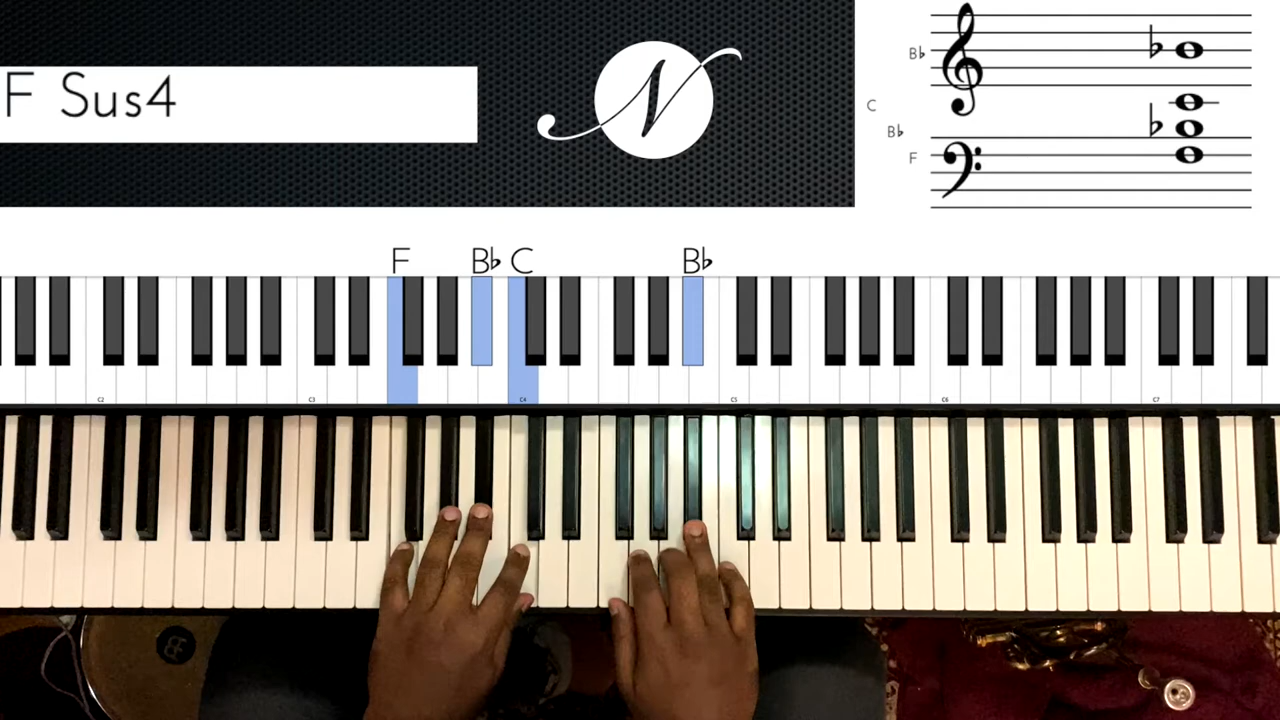 F Sus4
N
B♭
C
B♭
F
F B♭ C B♭
C2 C3 C4 C5 C6 C7